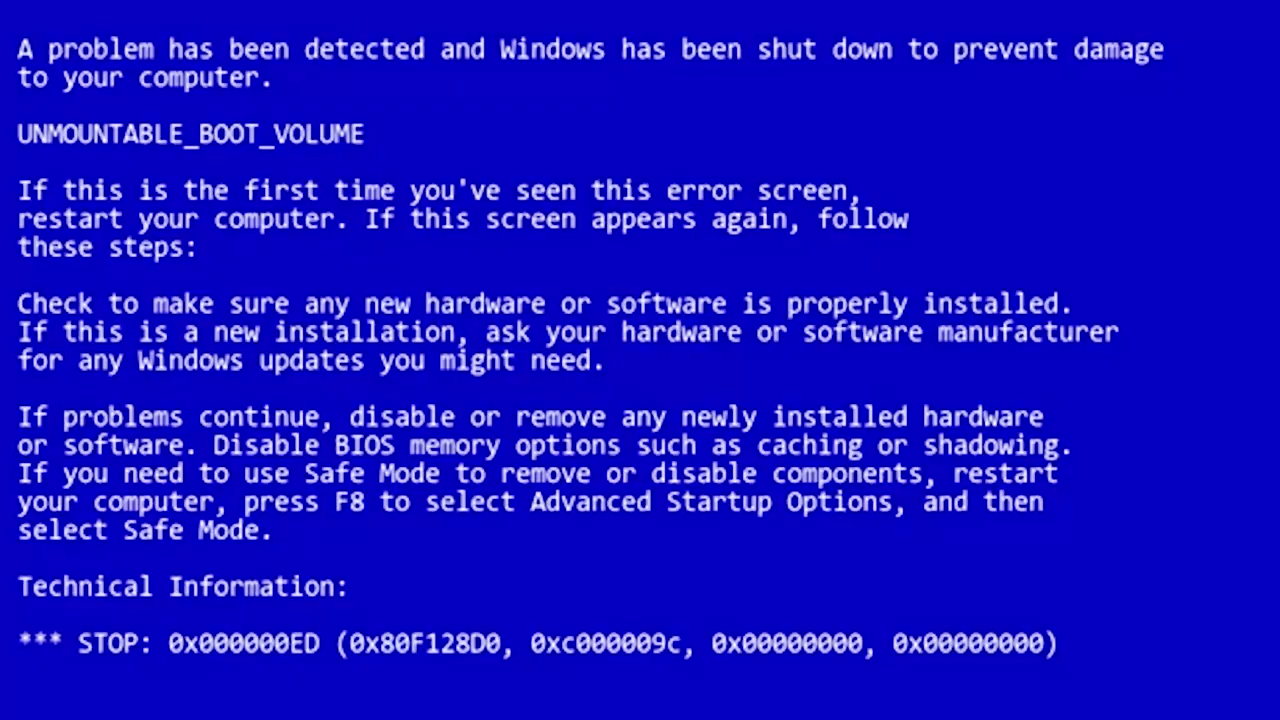 A problem has been detected and Windows has been shut down to prevent damage
to your computer.
UNMOUNTABLE_BOOT_VOLUME
If this is the first time you've seen this error screen,
restart your computer. If this screen appears again, follow
these steps:
Check to make sure any new hardware or software is properly installed.
If this is a new installation, ask your hardware or software manufacturer
for any Windows updates you might need.
If problems continue, disable or remove any newly installed hardware
or software. Disable BIOS memory options such as caching or shadowing.
If you need to use Safe Mode to remove or disable components, restart
your computer, press F8 to select Advanced Startup Options, and then
select Safe Mode.
Technical Information:
*** STOP: 0x000000ED (0x80F128D0, 0xc000009c, 0x00000000, 0x00000000)